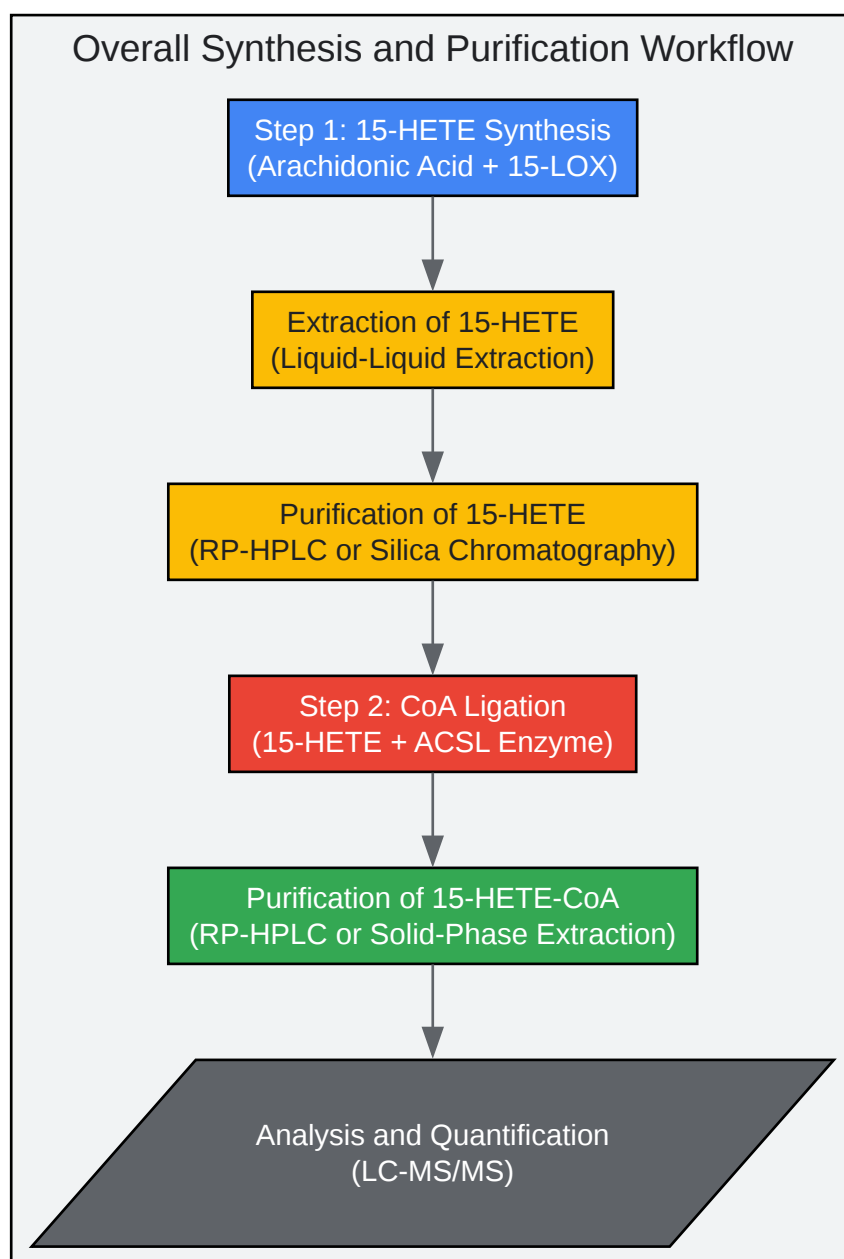 Overall Synthesis and Purification Workflow
Step 1: 15-HETE Synthesis
(Arachidonic Acid + 15-LOX)
Extraction of 15-HETE
(Liquid-Liquid Extraction)
Purification of 15-HETE
(RP-HPLC or Silica Chromatography)
Step 2: CoA Ligation
(15-HETE + ACSL Enzyme)
Purification of 15-HETE-CoA
(RP-HPLC or Solid-Phase Extraction)
Analysis and Quantification
(LC-MS/MS)